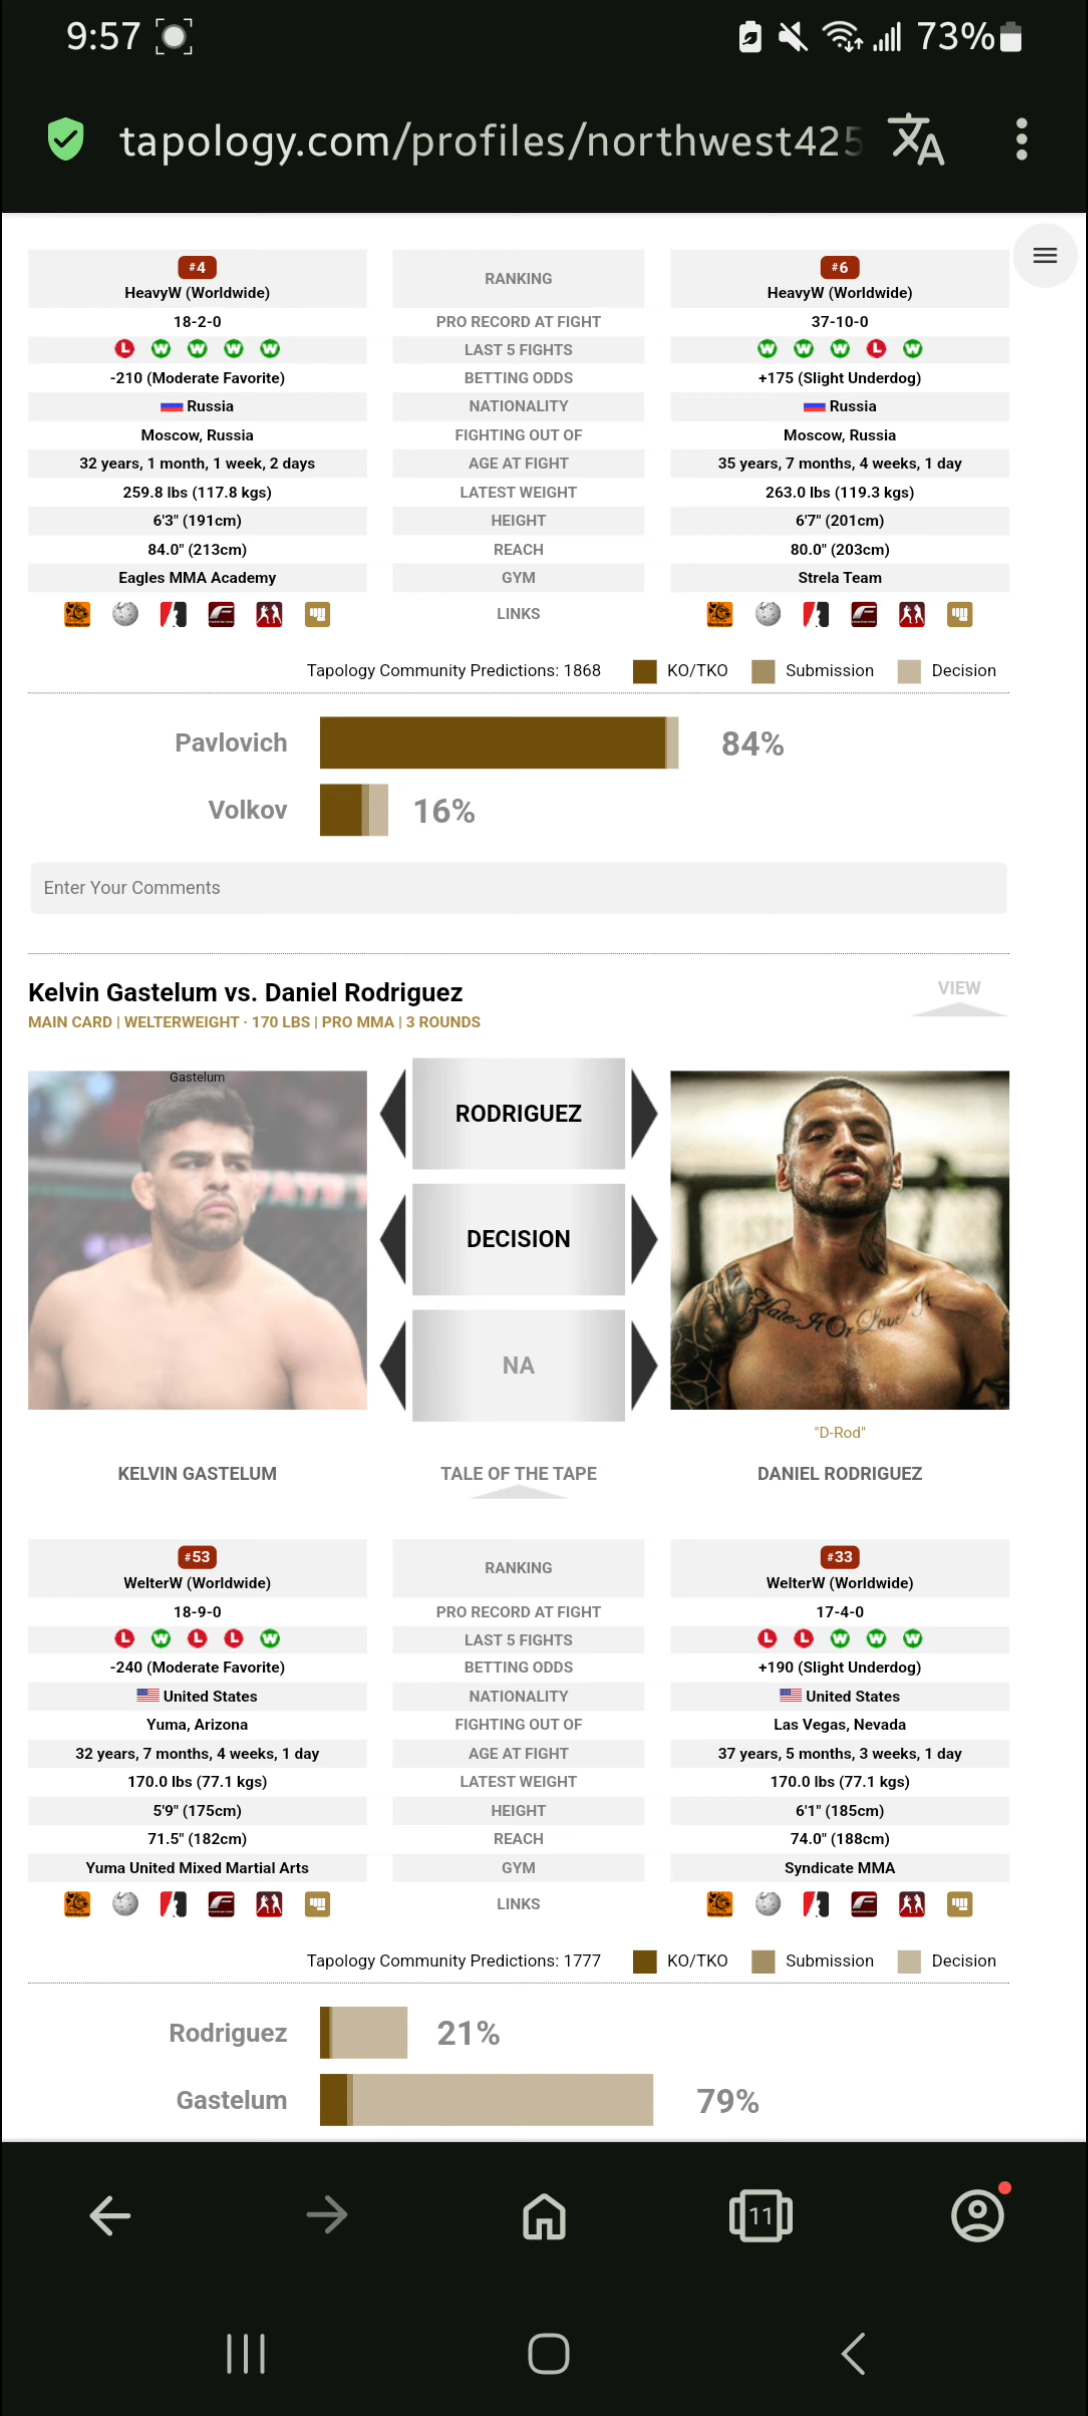 9:57 73%
tapology.com/profiles/northwest425
#4 RANKING #6
HeavyW (Worldwide) HeavyW (Worldwide)
18-2-0 PRO RECORD AT FIGHT 37-10-0
L W W W W LAST 5 FIGHTS W W W L W
-210 (Moderate Favorite) BETTING ODDS +175 (Slight Underdog)
Russia NATIONALITY Russia
Moscow, Russia FIGHTING OUT OF Moscow, Russia
32 years, 1 month, 1 week, 2 days AGE AT FIGHT 35 years, 7 months, 4 weeks, 1 day
259.8 lbs (117.8 kgs) LATEST WEIGHT 263.0 lbs (119.3 kgs)
6'3" (191cm) HEIGHT 6'7" (201cm)
84.0" (213cm) REACH 80.0" (203cm)
Eagles MMA Academy GYM Strela Team
LINKS
Tapology Community Predictions: 1868 KO/TKO Submission Decision
Pavlovich 84%
Volkov 16%
Enter Your Comments
Kelvin Gastelum vs. Daniel Rodriguez VIEW
MAIN CARD | WELTERWEIGHT · 170 LBS | PRO MMA | 3 ROUNDS
Gastelum
RODRIGUEZ
DECISION
Hate It Or Love It
NA
"D-Rod"
KELVIN GASTELUM TALE OF THE TAPE DANIEL RODRIGUEZ
#53 RANKING #33
WelterW (Worldwide) WelterW (Worldwide)
18-9-0 PRO RECORD AT FIGHT 17-4-0
L W L L W LAST 5 FIGHTS L L W W W
-240 (Moderate Favorite) BETTING ODDS +190 (Slight Underdog)
United States NATIONALITY United States
Yuma, Arizona FIGHTING OUT OF Las Vegas, Nevada
32 years, 7 months, 4 weeks, 1 day AGE AT FIGHT 37 years, 5 months, 3 weeks, 1 day
170.0 lbs (77.1 kgs) LATEST WEIGHT 170.0 lbs (77.1 kgs)
5'9" (175cm) HEIGHT 6'1" (185cm)
71.5" (182cm) REACH 74.0" (188cm)
Yuma United Mixed Martial Arts GYM Syndicate MMA
LINKS
Tapology Community Predictions: 1777 KO/TKO Submission Decision
Rodriguez 21%
Gastelum 79%
11